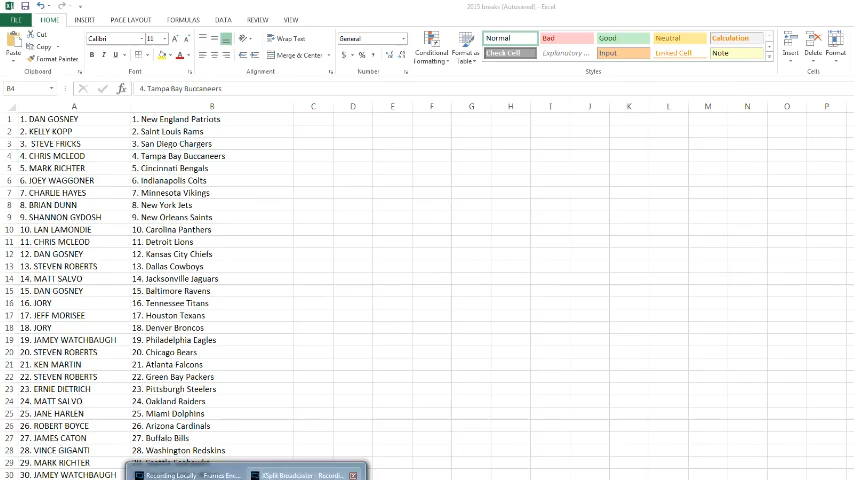 2015 breaks [Autosaved] - Excel
FILE HOME INSERT PAGE LAYOUT FORMULAS DATA REVIEW VIEW
Cut
Copy
Format Painter
Paste
Calibri 11
B I U
Wrap Text
Merge & Center
General
$ % ,
Conditional Formatting
Format as Table
Normal Bad Good Neutral Calculation
Check Cell Explanatory ... Input Linked Cell Note
Insert Delete Format
Clipboard Font Alignment Number Styles Cells
B4 fx 4. Tampa Bay Buccaneers
A B C D E F G H I J K L M N O P
1 1. DAN GOSNEY 1. New England Patriots
2 2. KELLY KOPP 2. Saint Louis Rams
3 3. STEVE FRICKS 3. San Diego Chargers
4 4. CHRIS MCLEOD 4. Tampa Bay Buccaneers
5 5. MARK RICHTER 5. Cincinnati Bengals
6 6. JOEY WAGGONER 6. Indianapolis Colts
7 7. CHARLIE HAYES 7. Minnesota Vikings
8 8. BRIAN DUNN 8. New York Jets
9 9. SHANNON GYDOSH 9. New Orleans Saints
10 10. LAN LAMONDIE 10. Carolina Panthers
11 11. CHRIS MCLEOD 11. Detroit Lions
12 12. DAN GOSNEY 12. Kansas City Chiefs
13 13. STEVEN ROBERTS 13. Dallas Cowboys
14 14. MATT SALVO 14. Jacksonville Jaguars
15 15. DAN GOSNEY 15. Baltimore Ravens
16 16. JORY 16. Tennessee Titans
17 17. JEFF MORISEE 17. Houston Texans
18 18. JORY 18. Denver Broncos
19 19. JAMEY WATCHBAUGH 19. Philadelphia Eagles
20 20. STEVEN ROBERTS 20. Chicago Bears
21 21. KEN MARTIN 21. Atlanta Falcons
22 22. STEVEN ROBERTS 22. Green Bay Packers
23 23. ERNIE DIETRICH 23. Pittsburgh Steelers
24 24. MATT SALVO 24. Oakland Raiders
25 25. JANE HARLEN 25. Miami Dolphins
26 26. ROBERT BOYCE 26. Arizona Cardinals
27 27. JAMES CATON 27. Buffalo Bills
28 28. VINCE GIGANTI 28. Washington Redskins
29 29. MARK RICHTER 29. Seattle Seahawks
30 30. JAMEY WATCHBAUGH
Recording Locally Frames Enc... XSplit Broadcaster - Recordi...